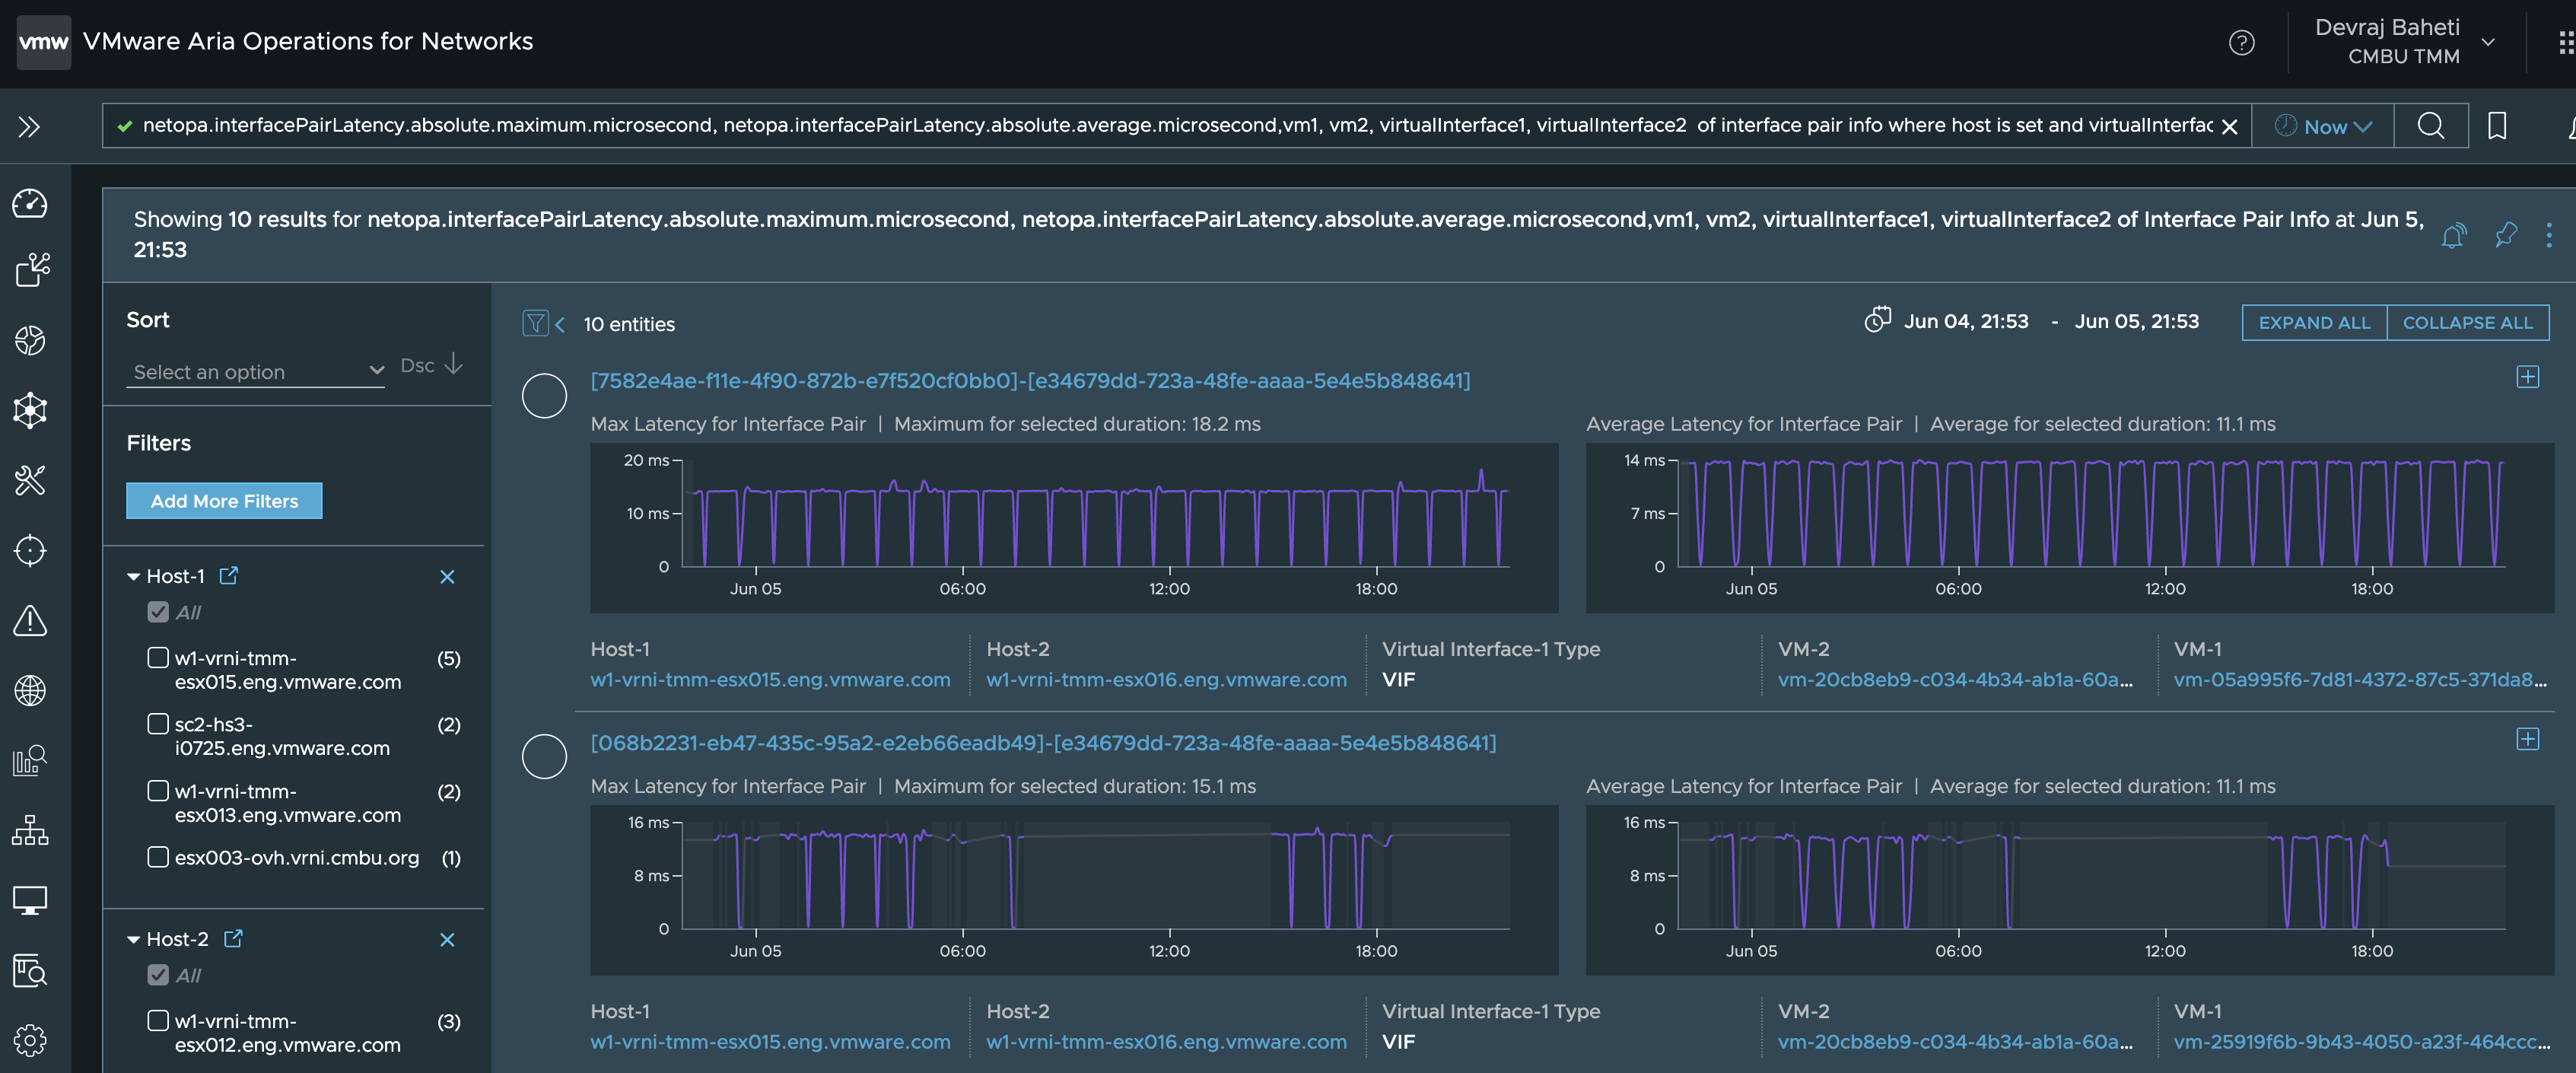 vmw VMware Aria Operations for Networks
Devraj Baheti
CMBU TMM
netopa.interfacePairLatency.absolute.maximum.microsecond, netopa.interfacePairLatency.absolute.average.microsecond,vm1, vm2, virtualInterface1, virtualInterface2 of interface pair info where host is set and virtualInterfac
Now
Showing 10 results for netopa.interfacePairLatency.absolute.maximum.microsecond, netopa.interfacePairLatency.absolute.average.microsecond,vm1, vm2, virtualInterface1, virtualInterface2 of Interface Pair Info at Jun 5,
21:53
Sort
Select an option
Dsc
Filters
Add More Filters
Host-1
All
w1-vrni-tmm-
esx015.eng.vmware.com
(5)
sc2-hs3-
i0725.eng.vmware.com
(2)
w1-vrni-tmm-
esx013.eng.vmware.com
(2)
esx003-ovh.vrni.cmbu.org (1)
Host-2
All
w1-vrni-tmm-
esx012.eng.vmware.com
(3)
10 entities
Jun 04, 21:53 - Jun 05, 21:53
EXPAND ALL
COLLAPSE ALL
[7582e4ae-f11e-4f90-872b-e7f520cf0bb0]-[e34679dd-723a-48fe-aaaa-5e4e5b848641]
Max Latency for Interface Pair | Maximum for selected duration: 18.2 ms
20 ms
10 ms
0
Jun 05 06:00 12:00 18:00
Average Latency for Interface Pair | Average for selected duration: 11.1 ms
14 ms
7 ms
0
Jun 05 06:00 12:00 18:00
Host-1
w1-vrni-tmm-esx015.eng.vmware.com
Host-2
w1-vrni-tmm-esx016.eng.vmware.com
Virtual Interface-1 Type
VIF
VM-2
vm-20cb8eb9-c034-4b34-ab1a-60a...
VM-1
vm-05a995f6-7d81-4372-87c5-371da8...
[068b2231-eb47-435c-95a2-e2eb66eadb49]-[e34679dd-723a-48fe-aaaa-5e4e5b848641]
Max Latency for Interface Pair | Maximum for selected duration: 15.1 ms
16 ms
8 ms
0
Jun 05 06:00 12:00 18:00
Average Latency for Interface Pair | Average for selected duration: 11.1 ms
16 ms
8 ms
0
Jun 05 06:00 12:00 18:00
Host-1
w1-vrni-tmm-esx015.eng.vmware.com
Host-2
w1-vrni-tmm-esx016.eng.vmware.com
Virtual Interface-1 Type
VIF
VM-2
vm-20cb8eb9-c034-4b34-ab1a-60a...
VM-1
vm-25919f6b-9b43-4050-a23f-464ccc...